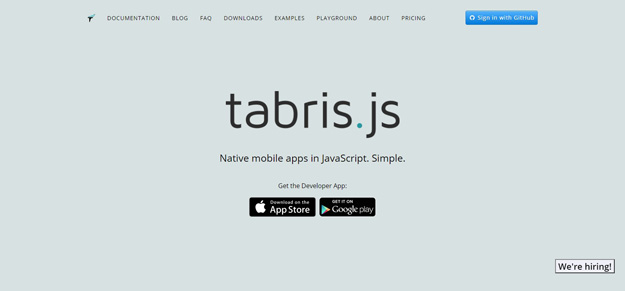 DOCUMENTATION BLOG FAQ DOWNLOADS EXAMPLES PLAYGROUND ABOUT PRICING Sign in with GitHub
tabris.js
Native mobile apps in JavaScript. Simple.
Get the Developer App:
Download on the
App Store
GET IT ON
Google play
We're hiring!